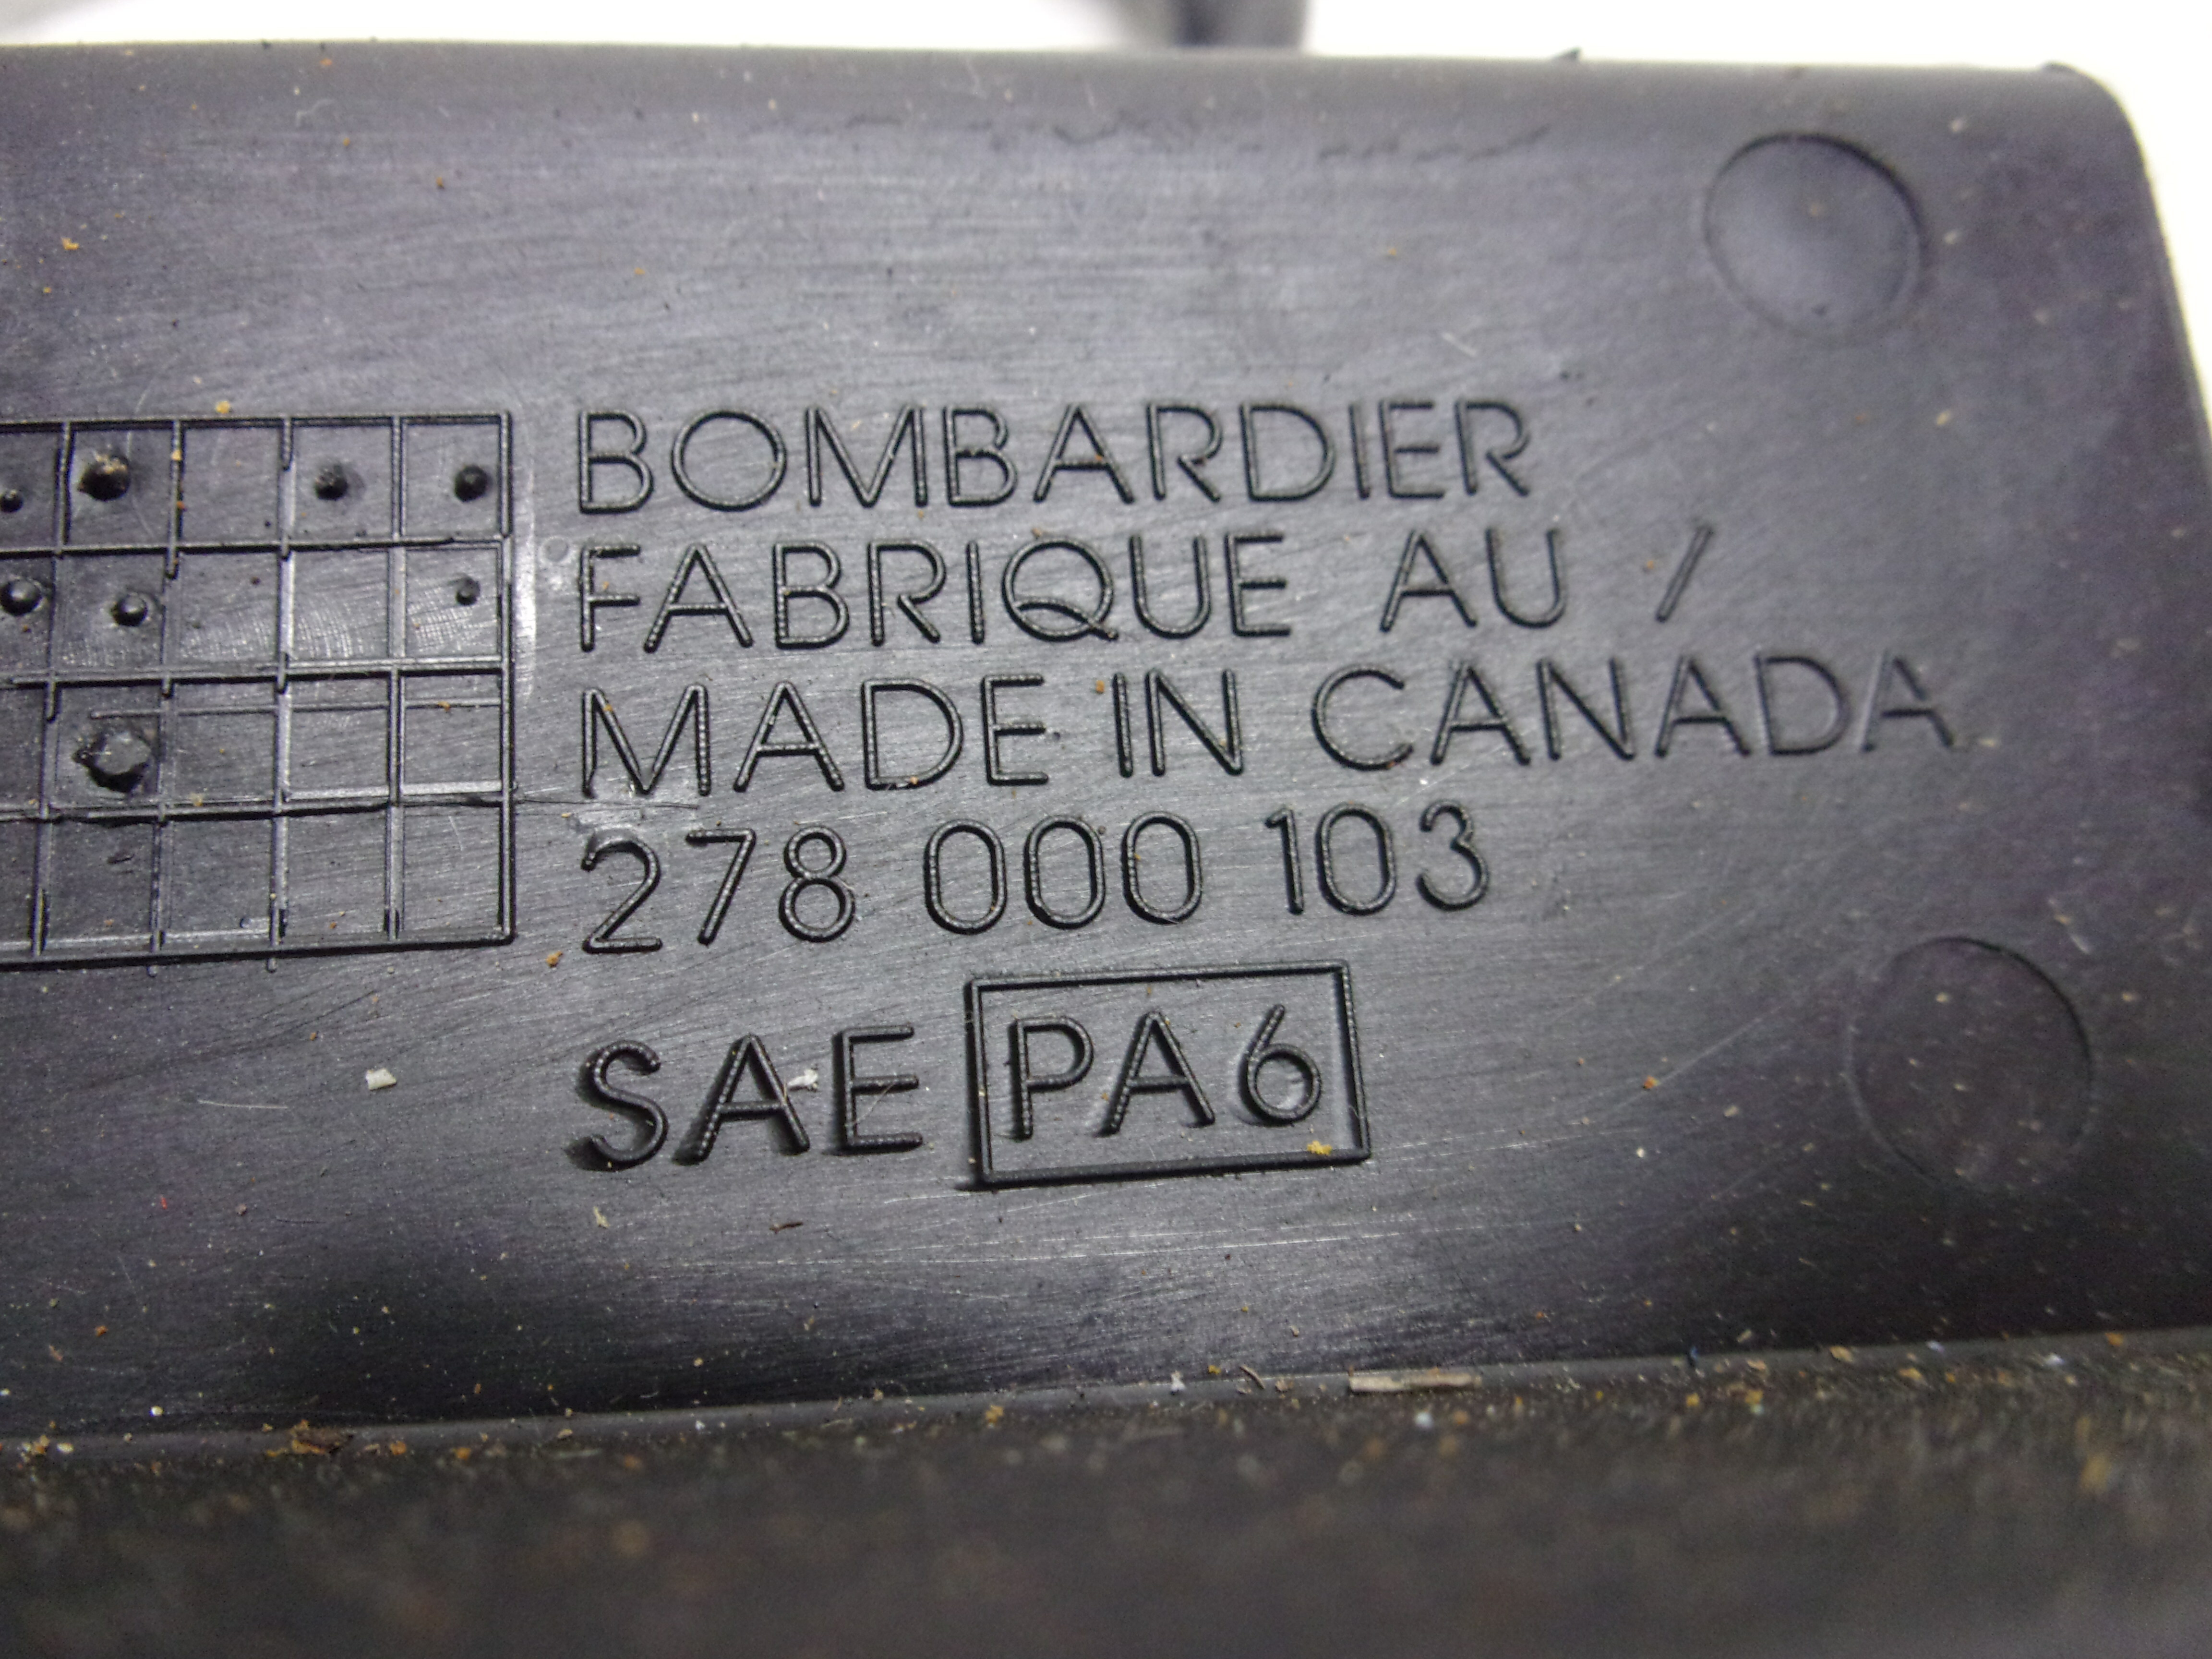 BOMBARDIER
FABRIQUE AU /
MADE IN CANADA
278 000 103
SAE PA6